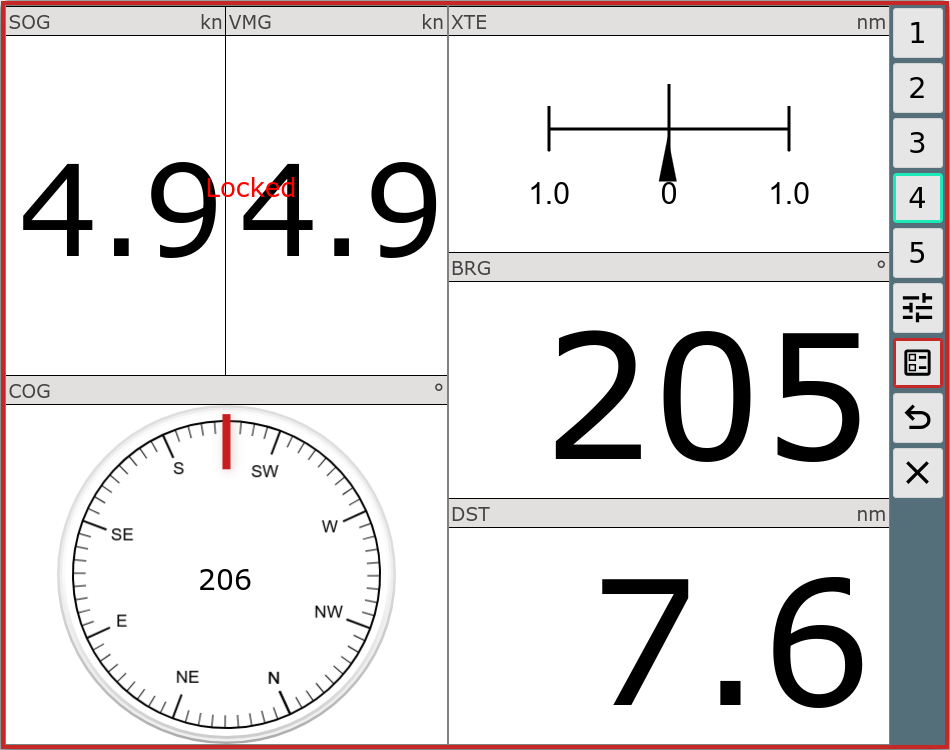 SOG kn
4.9
VMG kn
4.9
Locked
XTE nm
1.0 0 1.0
BRG °
205
COG °
S SW
SE W
206
E NW
NE N
DST nm
7.6
1
2
3
4
5